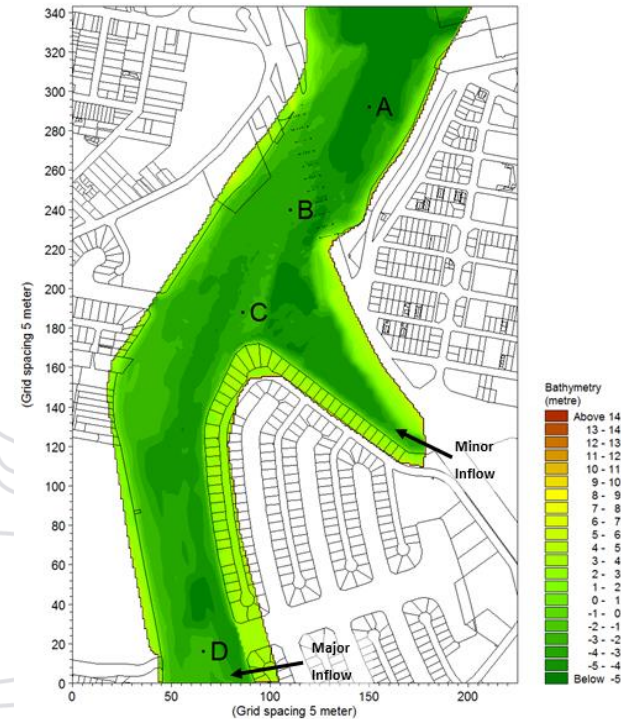 340
320
300
280
260
240
220
200
180
160
140
120
100
80
60
40
20
0
(Grid spacing 5 meter)
A
B
C
D
Minor
Inflow
Major
Inflow
0 50 100 150 200
(Grid spacing 5 meter)
Bathymetry
(metre)
Above 14
13 - 14
12 - 13
11 - 12
10 - 11
9 - 10
8 - 9
7 - 8
6 - 7
5 - 6
4 - 5
3 - 4
2 - 3
1 - 2
0 - 1
-1 - 0
-2 - -1
-3 - -2
-4 - -3
-5 - -4
Below -5